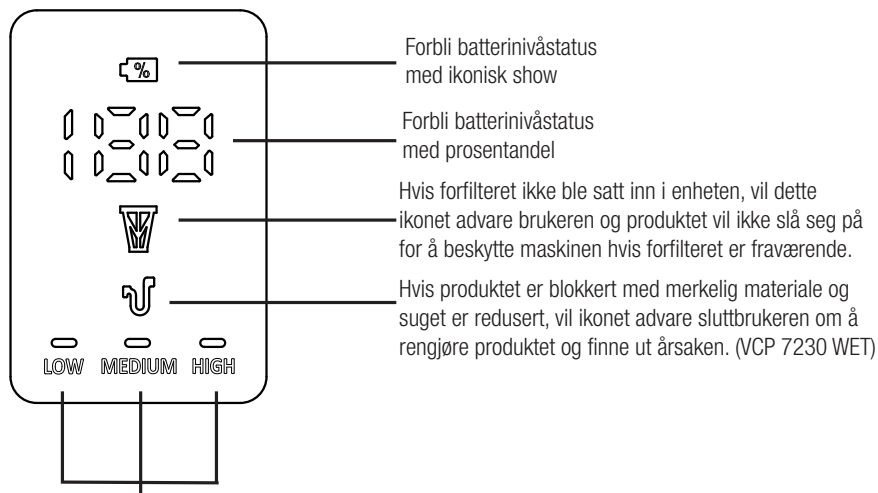 %
188
Forbli batterinivåstatus
med ikonisk show
Forbli batterinivåstatus
med prosentandel
Hvis forfilteret ikke ble satt inn i enheten, vil dette
ikonet advare brukeren og produktet vil ikke slå seg på
for å beskytte maskinen hvis forfilteret er fraværende.
Hvis produktet er blokkert med merkelig materiale og
suget er redusert, vil ikonet advare sluttbrukeren om å
rengjøre produktet og finne ut årsaken. (VCP 7230 WET)
LOW MEDIUM HIGH